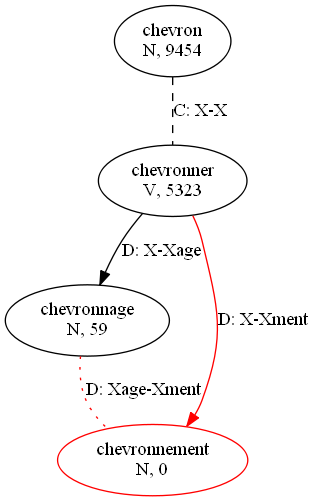 chevron
N, 9454
C: X-X
chevronner
V, 5323
D: X-Xage
chevronnage
N, 59
D: X-Xment
D: Xage-Xment
chevronnement
N, 0